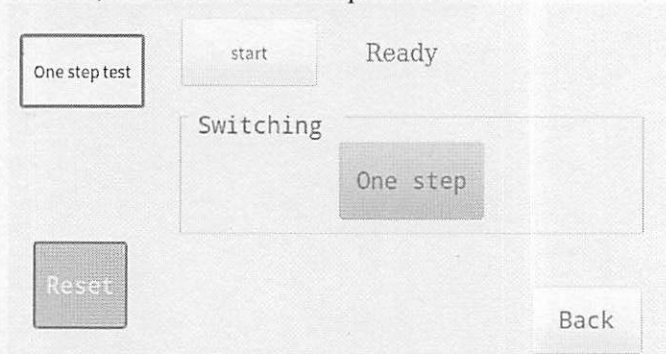 One step test
start
Ready
Switching
One step
Reset
Back